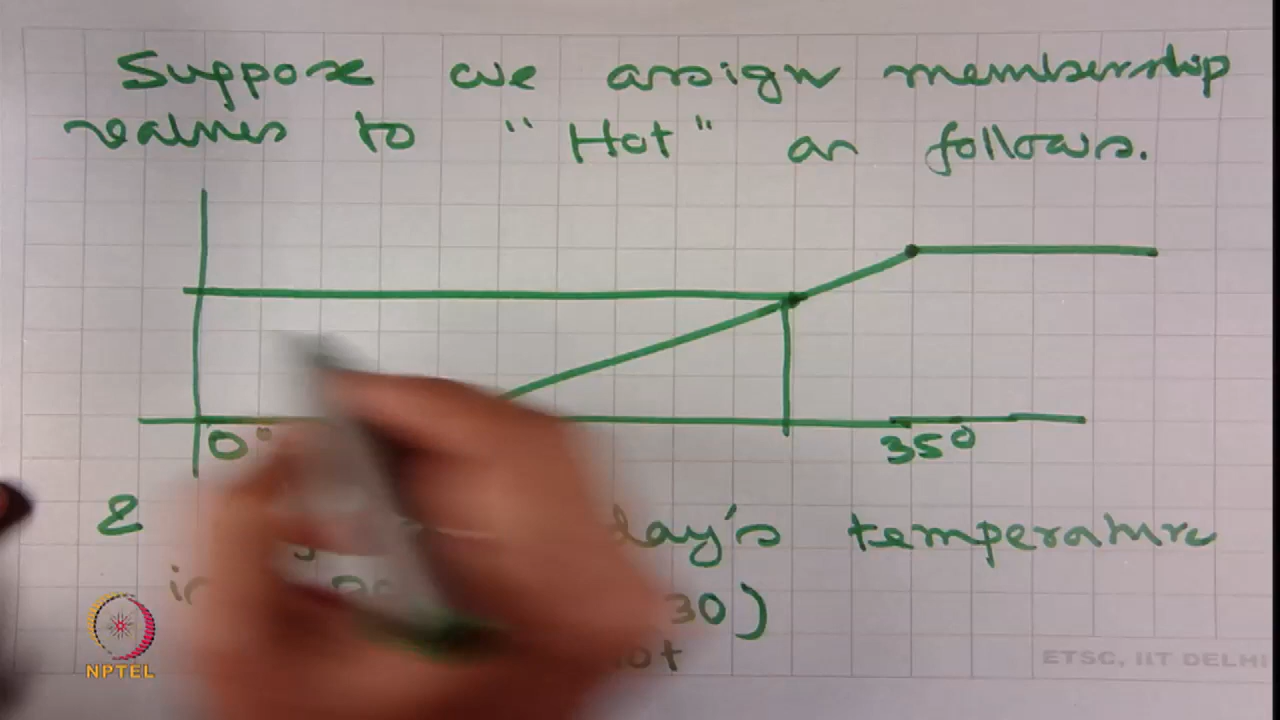 Suppose we assign membership
values to "Hot" as follows.
0° 35°
day's temperature
30)
ETSC, IIT DELHI
NPTEL